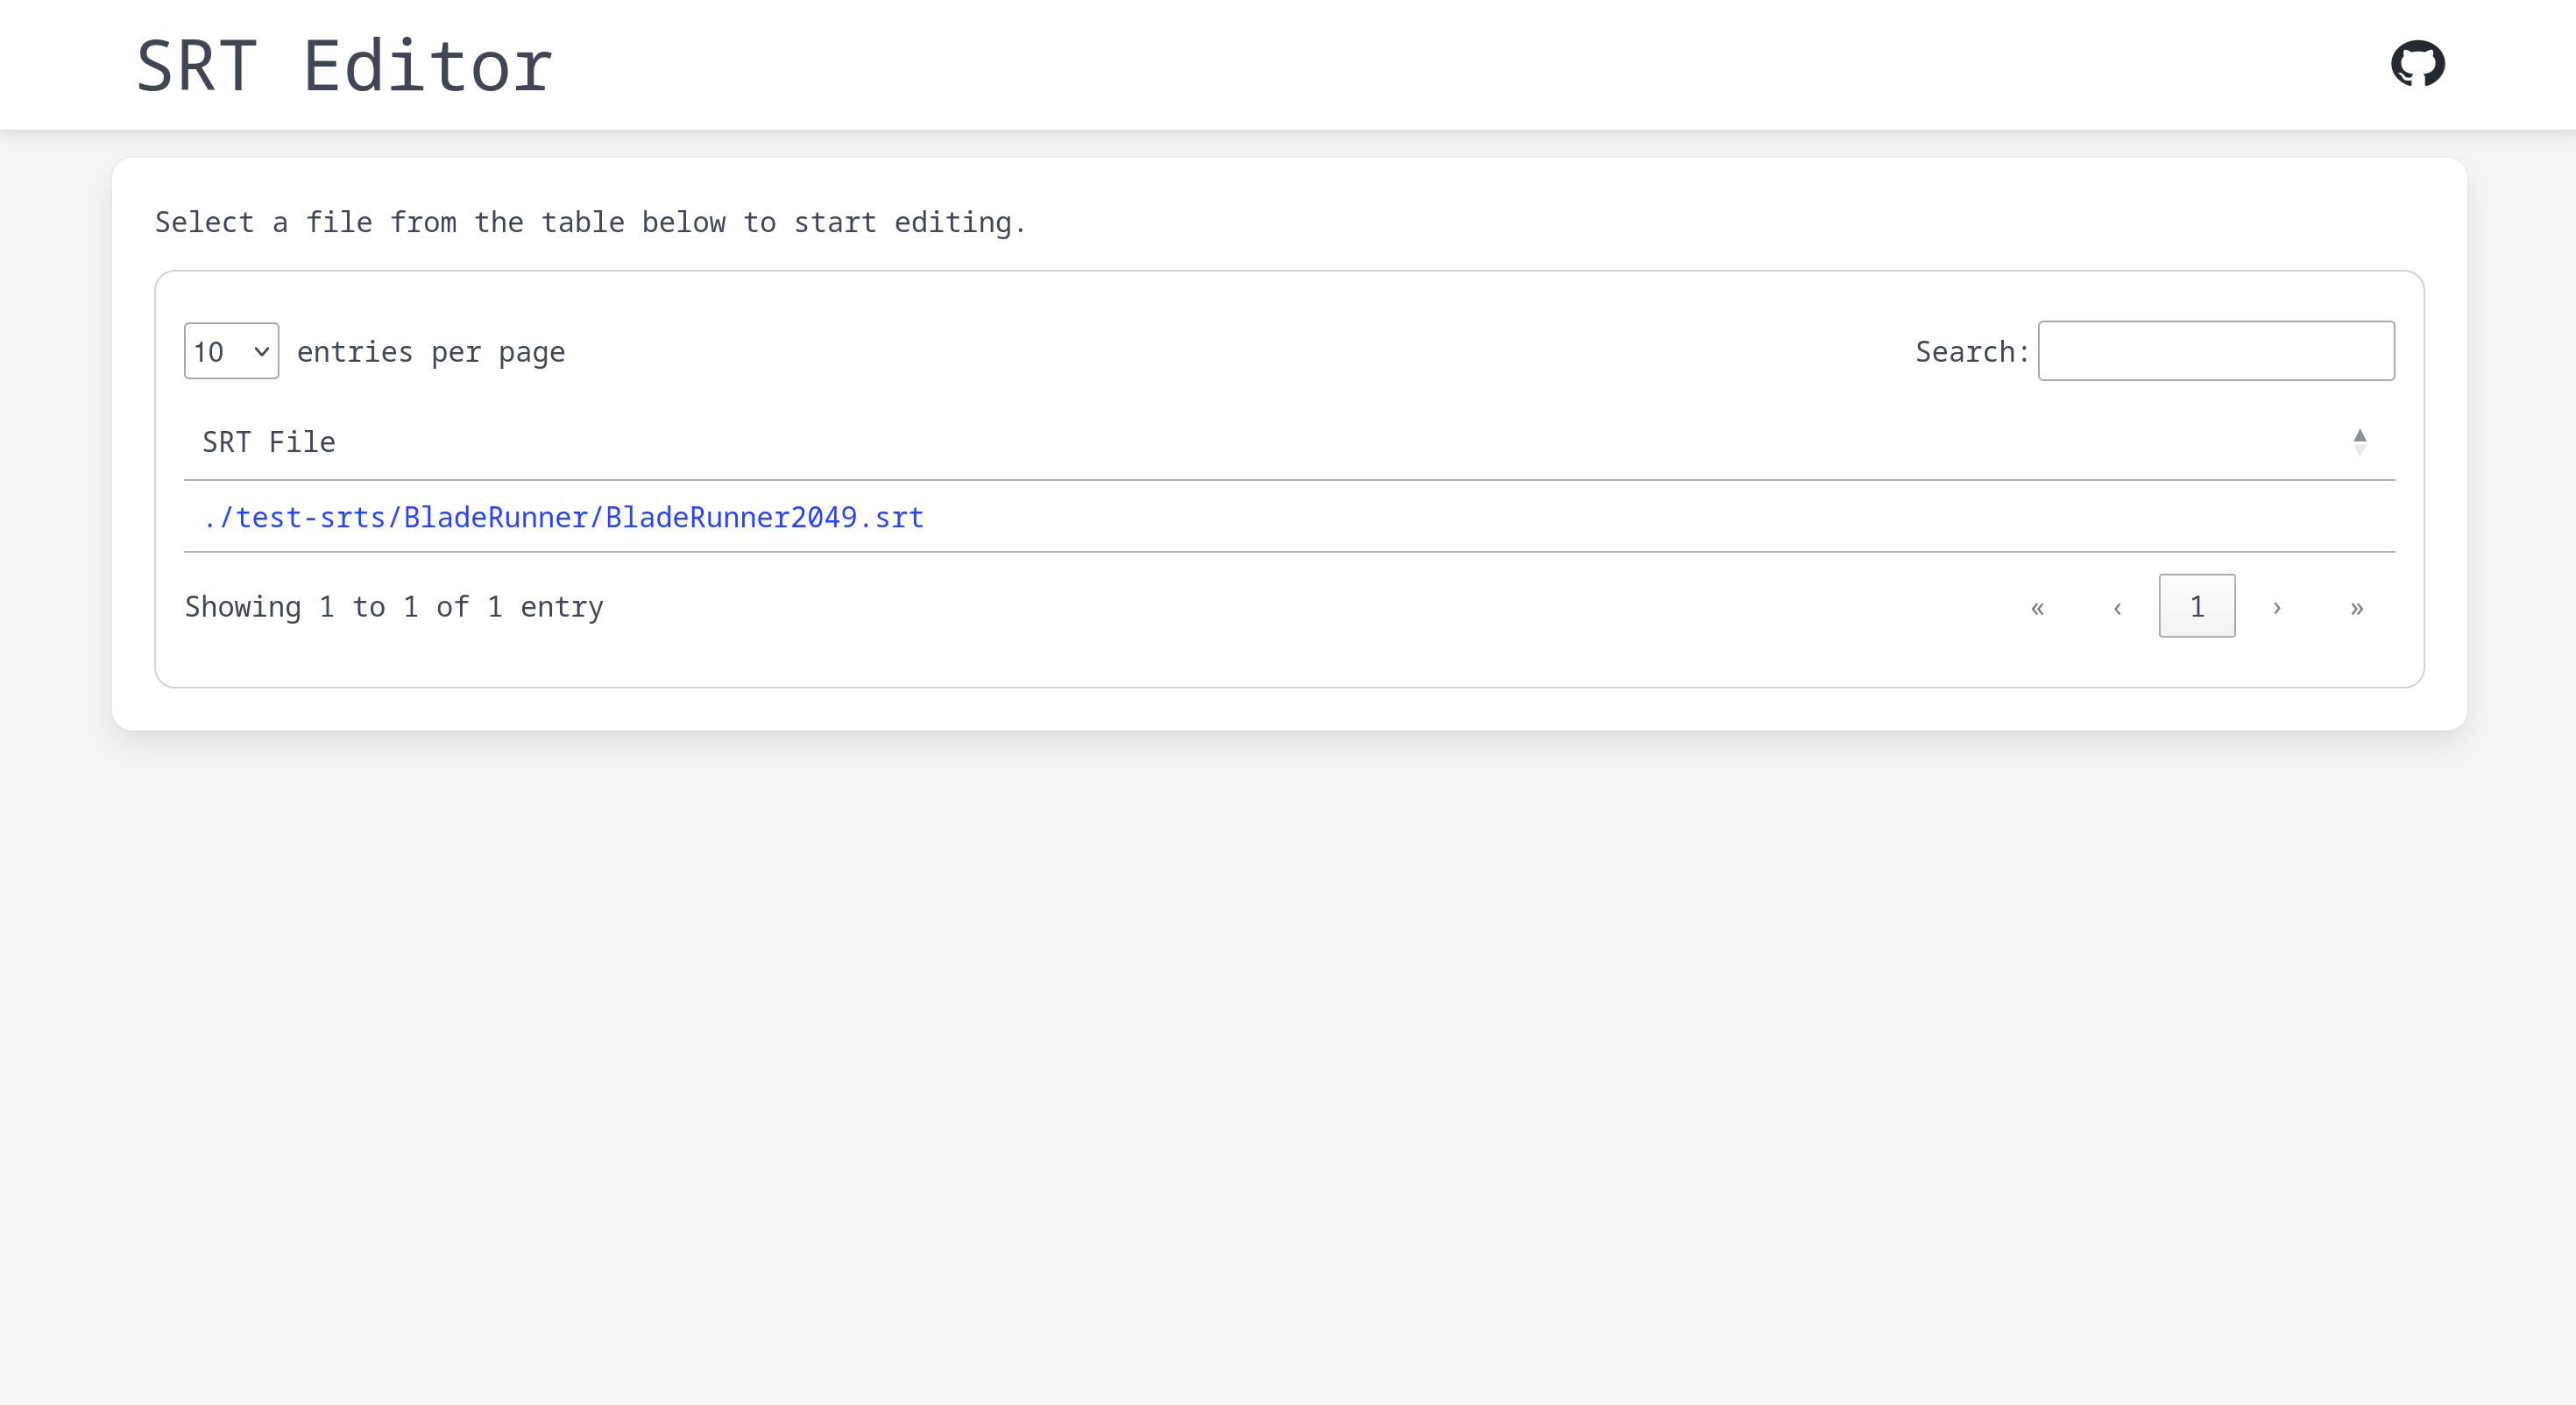 SRT Editor
Select a file from the table below to start editing.
10 entries per page Search:
SRT File
./test-srts/BladeRunner/BladeRunner2049.srt
Showing 1 to 1 of 1 entry « ‹ 1 › »